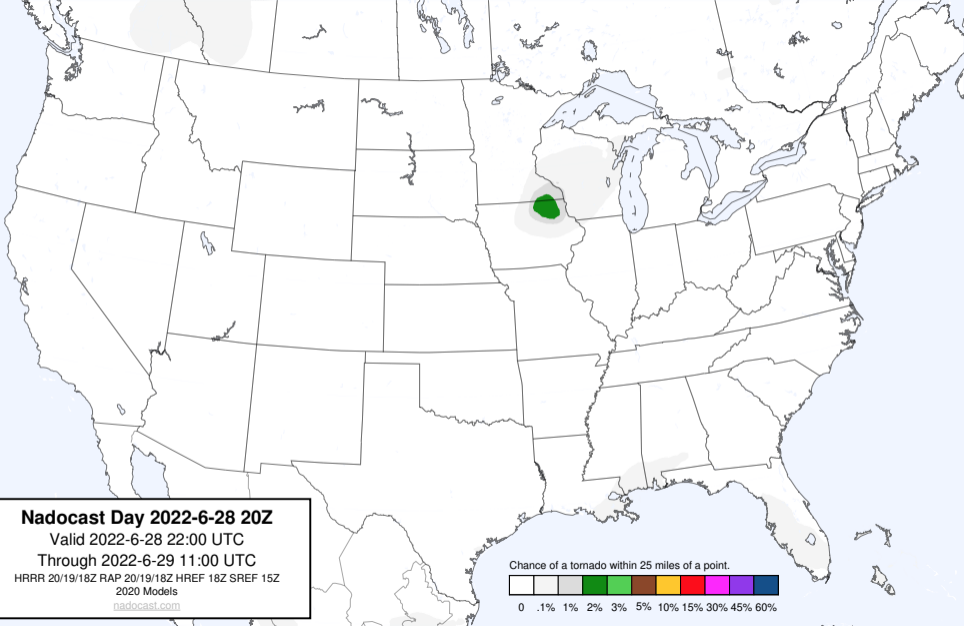 Nadocast Day 2022-6-28 20Z
Valid 2022-6-28 22:00 UTC
Through 2022-6-29 11:00 UTC
HRRR 20/19/18Z RAP 20/19/18Z HREF 18Z SREF 15Z
2020 Models
nadocast.com
Chance of a tornado within 25 miles of a point.
0 .1% 1% 2% 3% 5% 10% 15% 30% 45% 60%